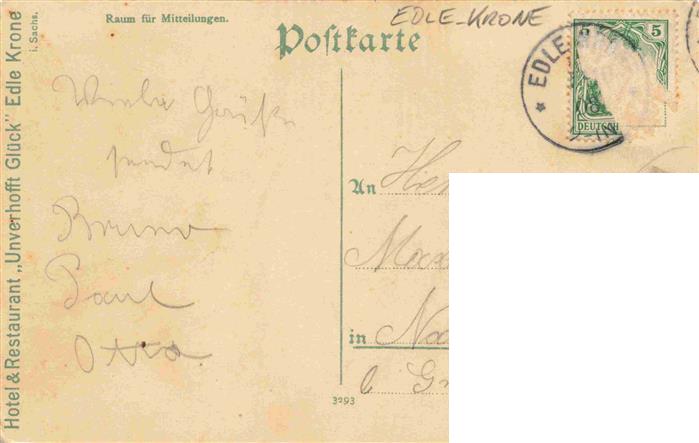 Hotel & Restaurant „Unverhofft Glück" Edle Krone
i. Sachs.
Raum für Mitteilungen.
EDLE-KRONE
Postkarte
EDLE
5
DEUTSCH
Viele Grüße
sendet
Bruno
Paul
Otto
An
in
b
3293